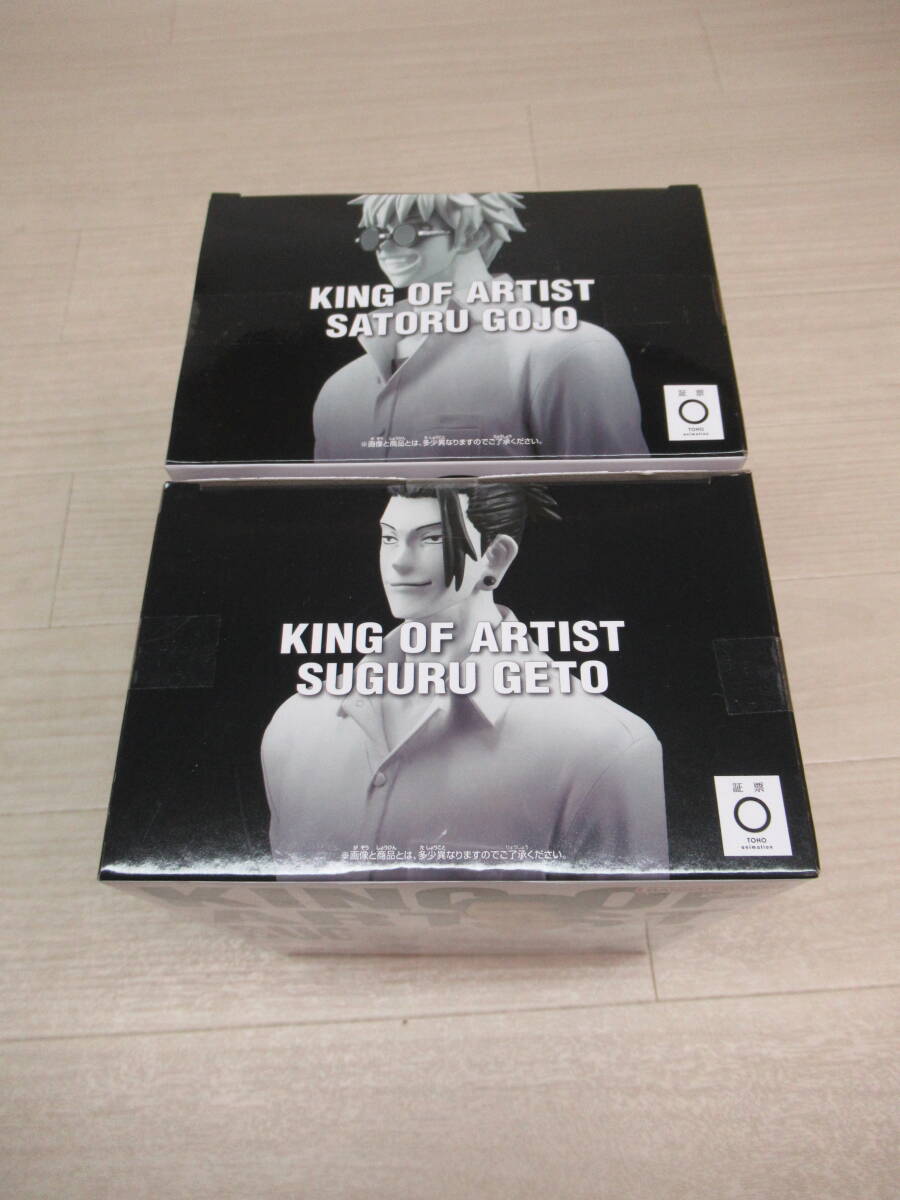 KING OF ARTIST
SATORU GOJO
証票
TOHO
animation
※画像と商品とは、多少異なりますのでご了承ください。
KING OF ARTIST
SUGURU GETO
証票
TOHO
animation
※画像と商品とは、多少異なりますのでご了承ください。
KING OF